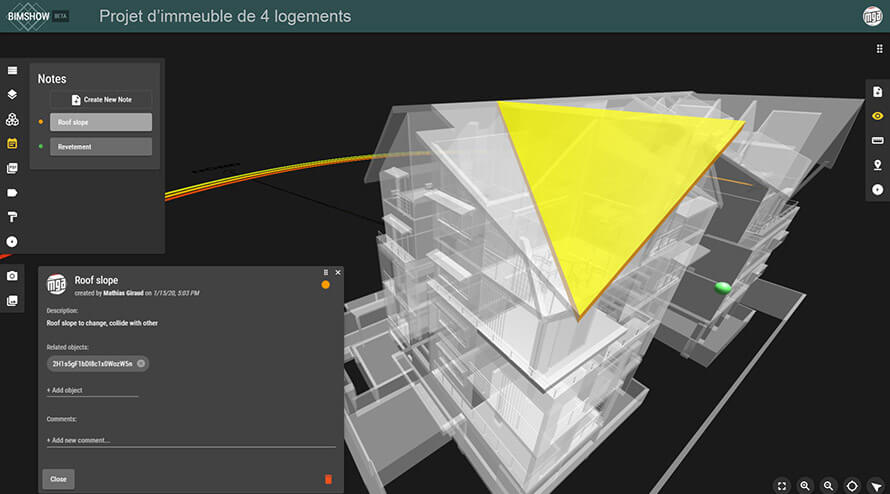 BIMSHOW BETA
Projet d'immeuble de 4 logements
mga
Notes
Create New Note
Roof slope
Revetement
mga
Roof slope
created by Mathias Giraud on 1/15/20, 5:03 PM
Description:
Roof slope to change, collide with other
Related objects:
2H1s5gF1bDI8c1x0WozW5n
+ Add object
Comments:
+ Add new comment...
Close